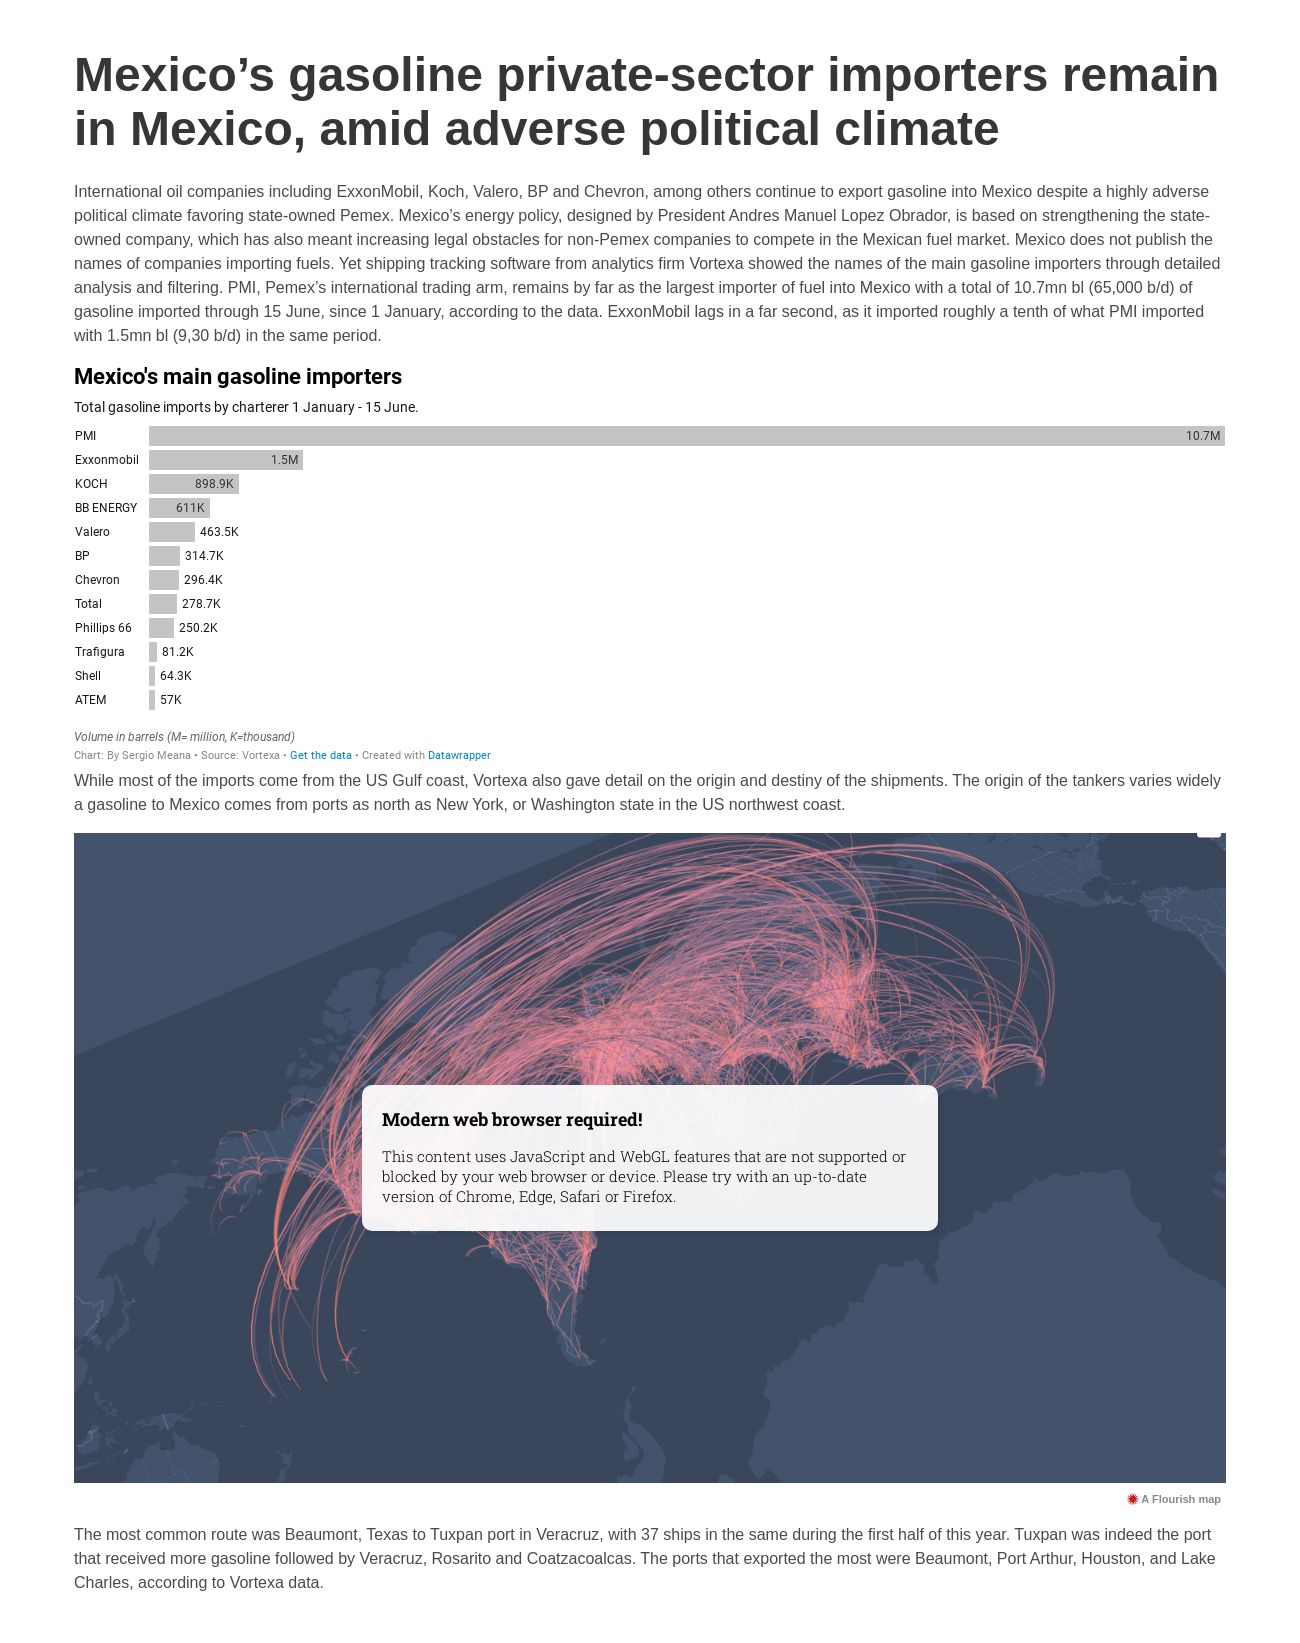 Mexico’s gasoline private-sector importers remain
in Mexico, amid adverse political climate
International oil companies including ExxonMobil, Koch, Valero, BP and Chevron, among others continue to export gasoline into Mexico despite a highly adverse
political climate favoring state-owned Pemex. Mexico’s energy policy, designed by President Andres Manuel Lopez Obrador, is based on strengthening the state-
owned company, which has also meant increasing legal obstacles for non-Pemex companies to compete in the Mexican fuel market. Mexico does not publish the
names of companies importing fuels. Yet shipping tracking software from analytics firm Vortexa showed the names of the main gasoline importers through detailed
analysis and filtering. PMI, Pemex’s international trading arm, remains by far as the largest importer of fuel into Mexico with a total of 10.7mn bl (65,000 b/d) of
gasoline imported through 15 June, since 1 January, according to the data. ExxonMobil lags in a far second, as it imported roughly a tenth of what PMI imported
with 1.5mn bl (9,30 b/d) in the same period.
Mexico's main gasoline importers
Total gasoline imports by charterer 1 January - 15 June.
PMI 10.7M
Exxonmobil 1.5M
KOCH 898.9K
BB ENERGY 611K
Valero 463.5K
BP 314.7K
Chevron 296.4K
Total 278.7K
Phillips 66 250.2K
Trafigura 81.2K
Shell 64.3K
ATEM 57K
Volume in barrels (M= million, K=thousand)
Chart: By Sergio Meana • Source: Vortexa • Get the data • Created with Datawrapper
While most of the imports come from the US Gulf coast, Vortexa also gave detail on the origin and destiny of the shipments. The origin of the tankers varies widely
a gasoline to Mexico comes from ports as north as New York, or Washington state in the US northwest coast.
Modern web browser required!
This content uses JavaScript and WebGL features that are not supported or
blocked by your web browser or device. Please try with an up-to-date
version of Chrome, Edge, Safari or Firefox.
A Flourish map
The most common route was Beaumont, Texas to Tuxpan port in Veracruz, with 37 ships in the same during the first half of this year. Tuxpan was indeed the port
that received more gasoline followed by Veracruz, Rosarito and Coatzacoalcas. The ports that exported the most were Beaumont, Port Arthur, Houston, and Lake
Charles, according to Vortexa data.